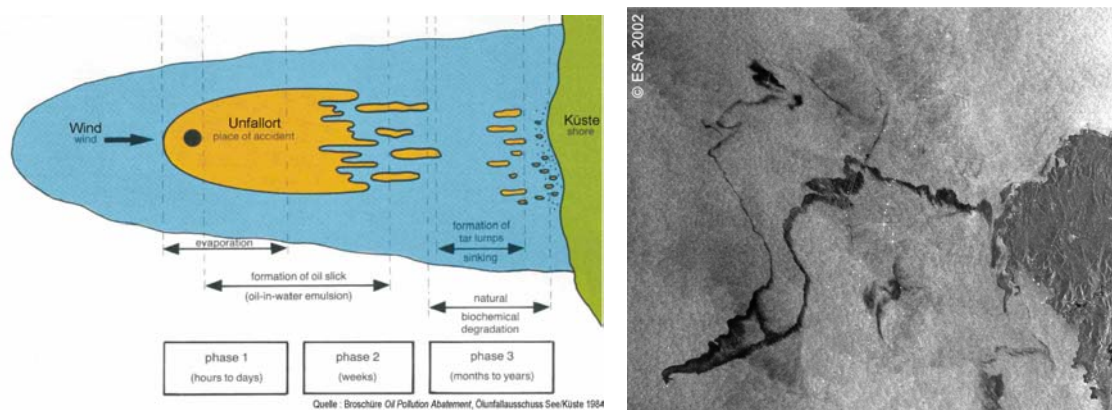 Wind
wind
Unfallort
place of accident
Küste
shore
evaporation
formation of oil slick
(oil-in-water emulsion)
formation of
tar lumps
sinking
natural
biochemical
degradation
phase 1
(hours to days)
phase 2
(weeks)
phase 3
(months to years)
Quelle : Broschüre Oil Pollution Abatement, Ölunfallausschuss See/Küste 1984
© ESA 2002